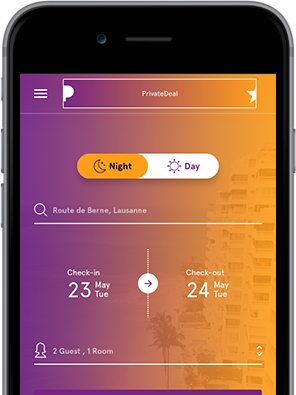 PrivateDeal
Night Day
Route de Berne, Lausanne
Check-in Check-out
23 May Tue 24 May Tue
2 Guest , 1 Room